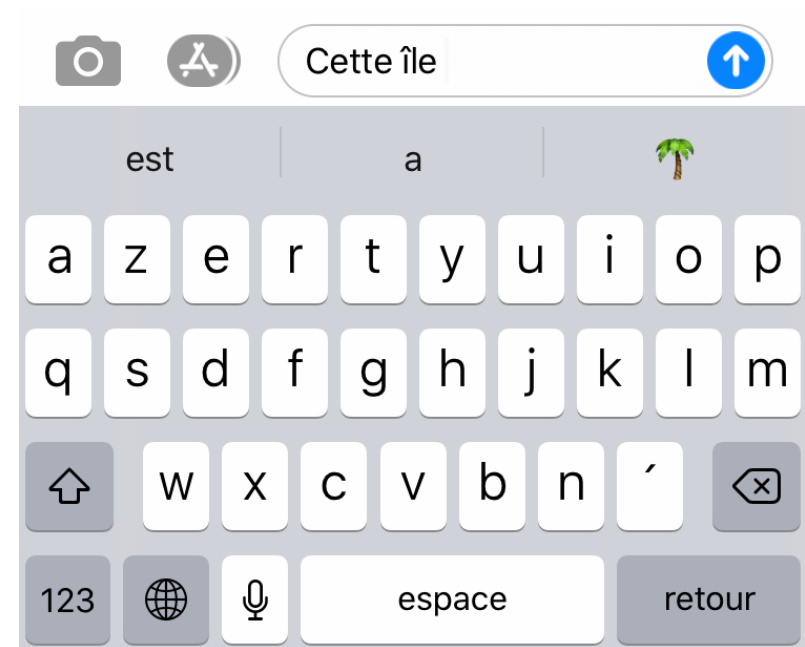 Cette île
est a 🌴
a z e r t y u i o p
q s d f g h j k l m
w x c v b n ´
123 espace retour